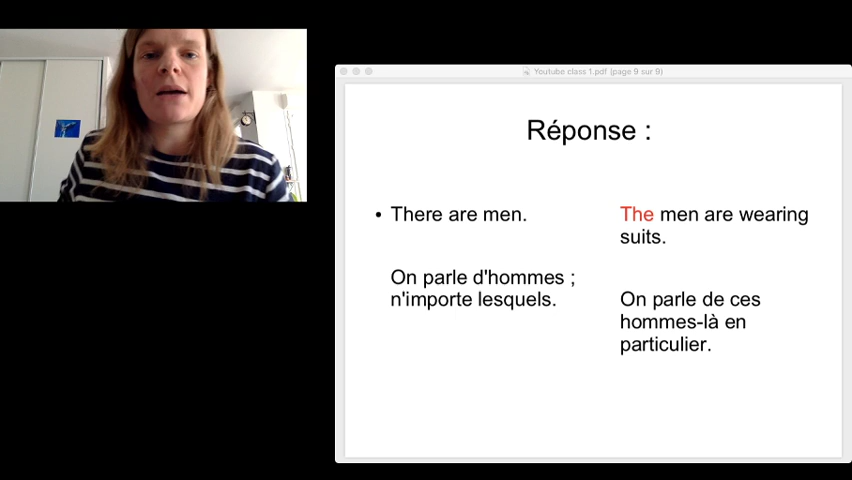 Youtube class 1.pdf (page 9 sur 9)
Réponse :
• There are men.
On parle d'hommes ;
n'importe lesquels.
The men are wearing
suits.
On parle de ces
hommes-là en
particulier.